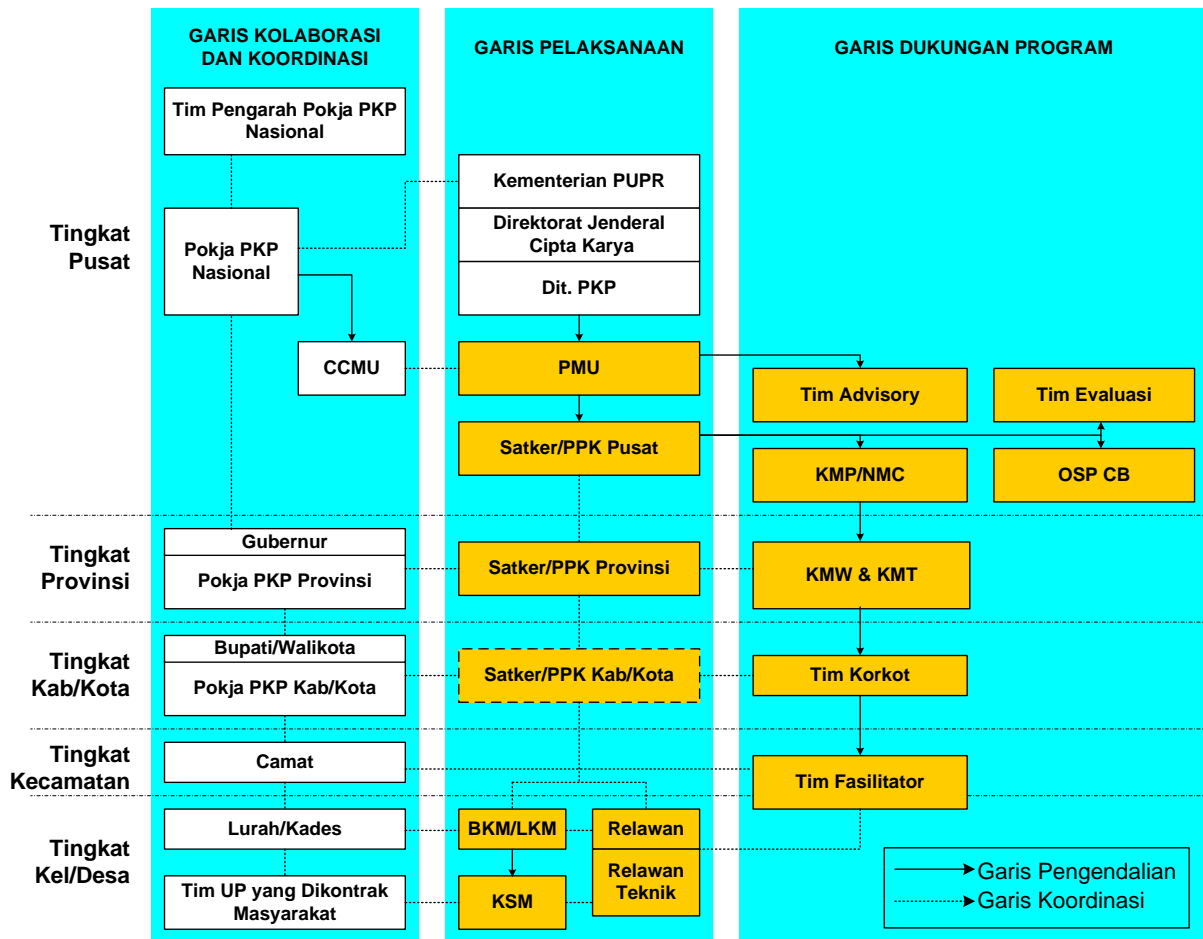 GARIS KOLABORASI
DAN KOORDINASI
GARIS PELAKSANAAN
GARIS DUKUNGAN PROGRAM
Tingkat
Pusat
Tim Pengarah Pokja PKP
Nasional
Kementerian PUPR
Direktorat Jenderal
Cipta Karya
Dit. PKP
Pokja PKP
Nasional
CCMU
PMU
Tim Advisory
Tim Evaluasi
Satker/PPK Pusat
KMP/NMC
OSP CB
Tingkat
Provinsi
Gubernur
Pokja PKP Provinsi
Satker/PPK Provinsi
KMW & KMT
Tingkat
Kab/Kota
Bupati/Walikota
Pokja PKP Kab/Kota
Satker/PPK Kab/Kota
Tim Korkot
Tingkat
Kecamatan
Camat
Tim Fasilitator
Tingkat
Kel/Desa
Lurah/Kades
BKM/LKM
Relawan
Relawan
Teknik
Tim UP yang Dikontrak
Masyarakat
KSM
Garis Pengendalian
Garis Koordinasi